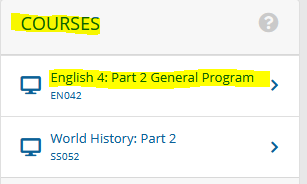 COURSES
English 4: Part 2 General Program
EN042
World History: Part 2
SS052